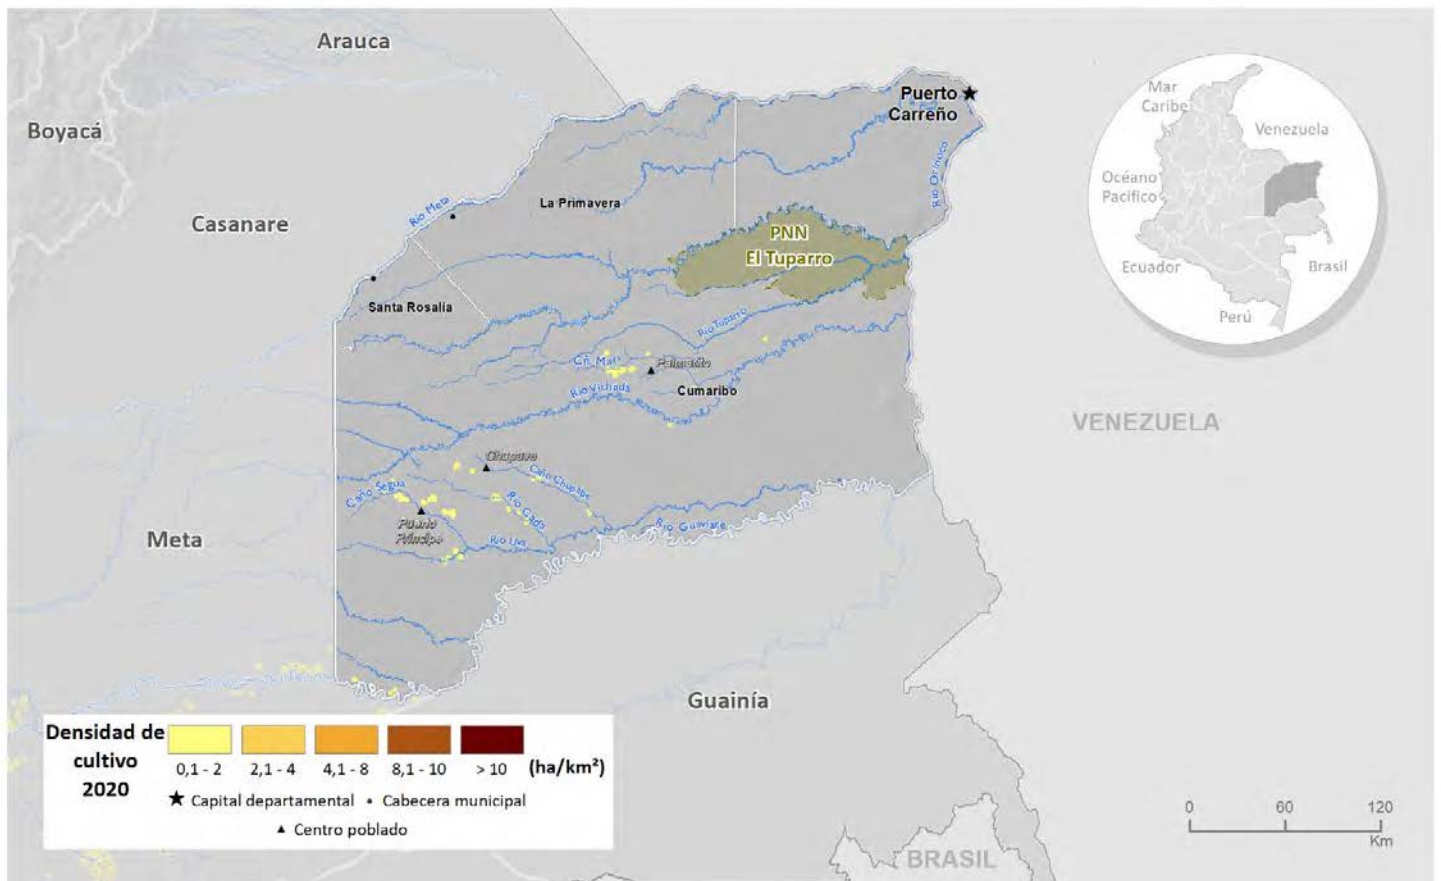 Arauca
Boyacá
Casanare
Meta
Guainía
VENEZUELA
BRASIL
Puerto
Carreño
Río Orinoco
Río Meta
La Primavera
PNN
El Tuparro
Santa Rosalía
Río Tuparro
Palmarito
Río Vichada
Cumaribo
Chupave
Caño Chupave
Caño Segua
Río Uva
Río Guaviare
Puerto
Príncipe
Mar
Caribe
Venezuela
Océano
Pacífico
Ecuador
Brasil
Perú
Densidad de
cultivo
2020
0,1 - 2 2,1 - 4 4,1 - 8 8,1 - 10 > 10 (ha/km²)
Capital departamental Cabecera municipal
Centro poblado
0 60 120
Km